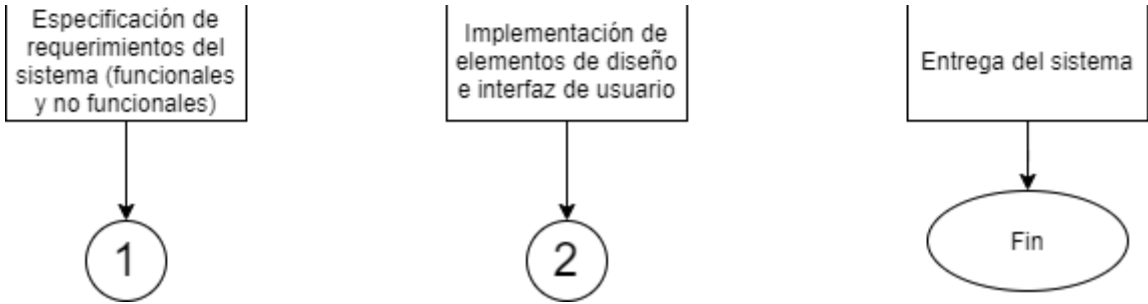 Especificación de
requerimientos del
sistema (funcionales
y no funcionales)
1
Implementación de
elementos de diseño
e interfaz de usuario
2
Entrega del sistema
Fin